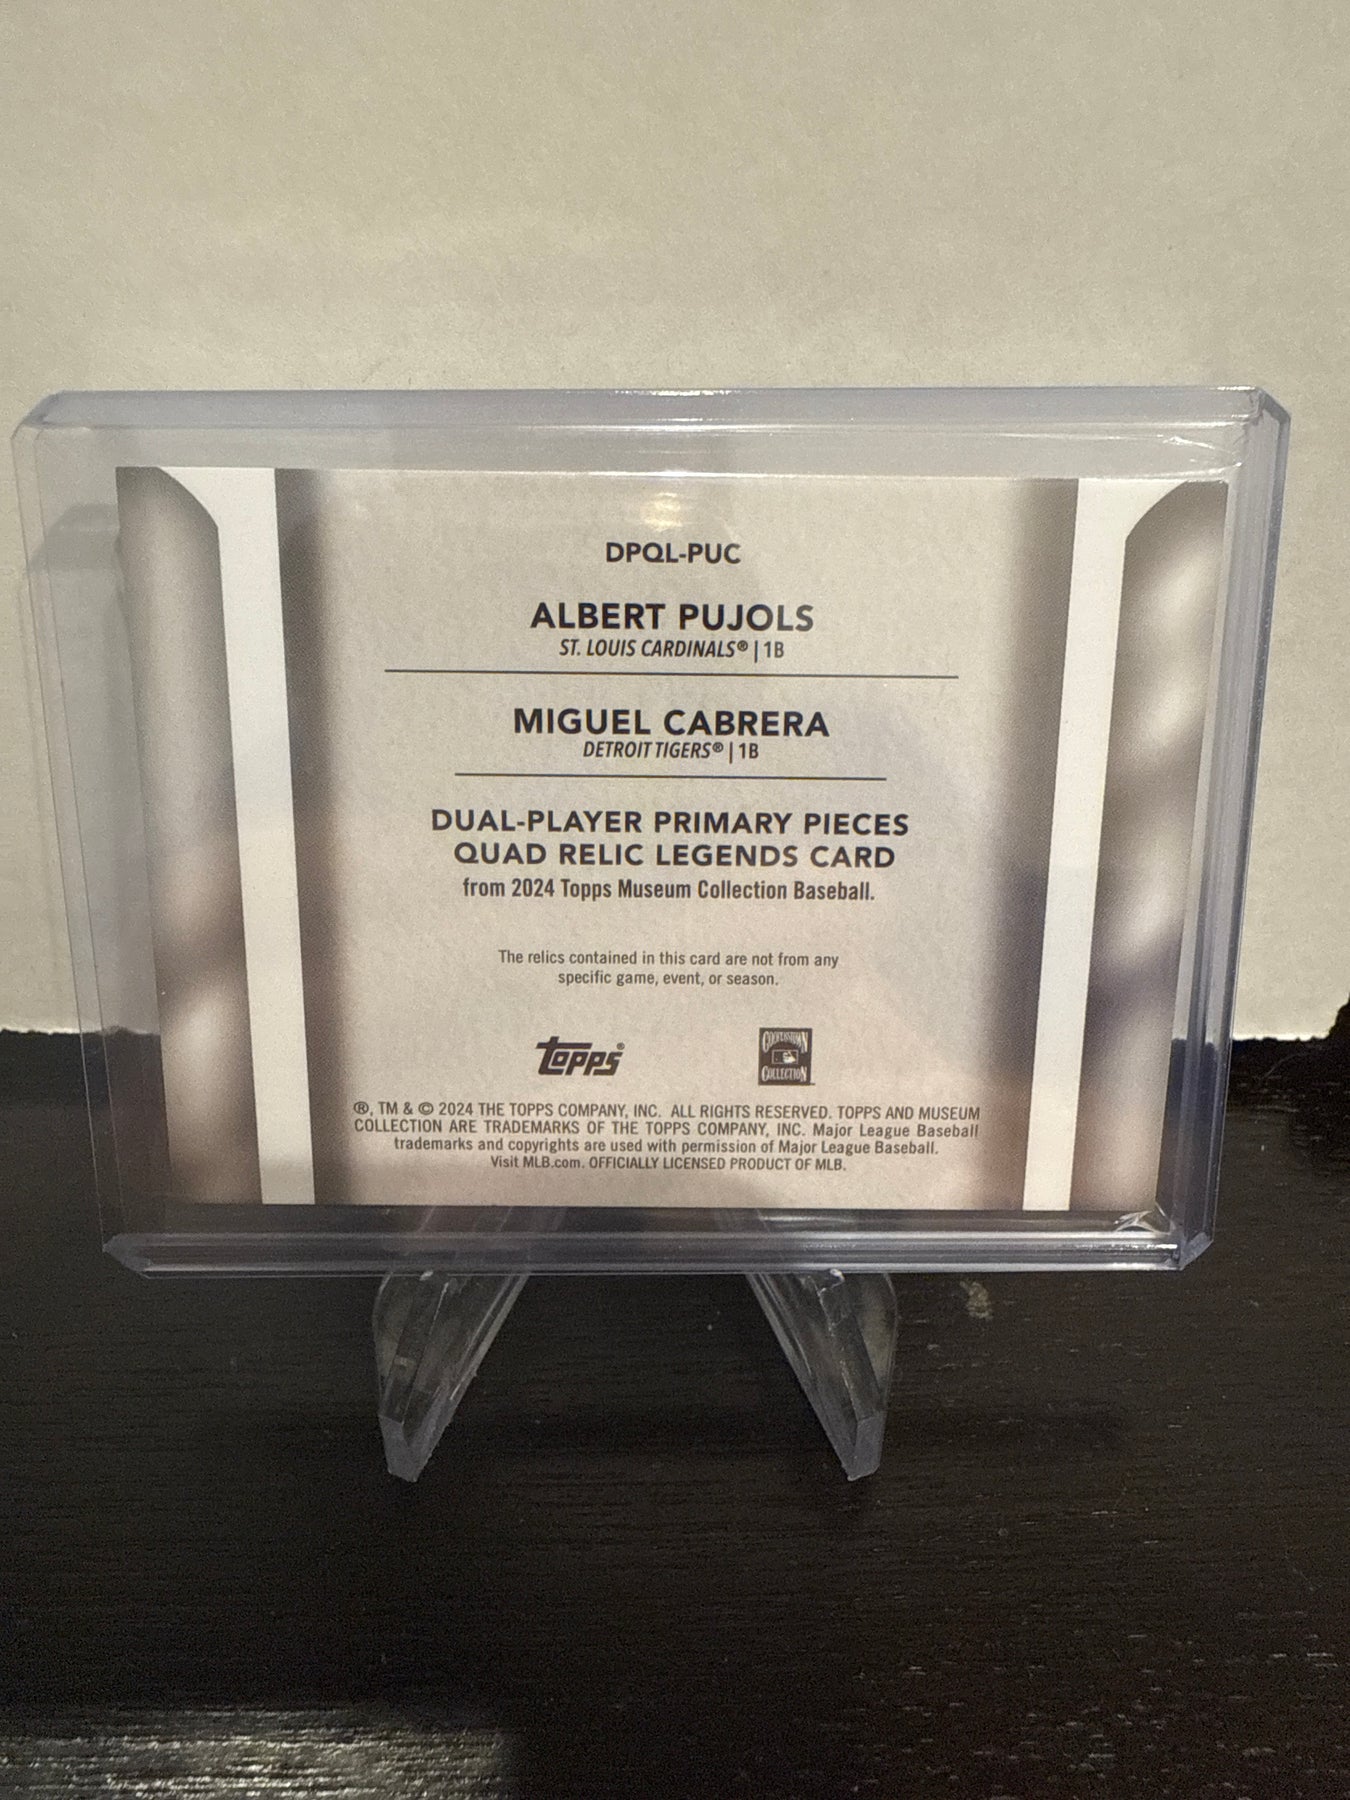 DPQL-PUC
ALBERT PUJOLS
ST. LOUIS CARDINALS® | 1B
MIGUEL CABRERA
DETROIT TIGERS® | 1B
DUAL-PLAYER PRIMARY PIECES
QUAD RELIC LEGENDS CARD
from 2024 Topps Museum Collection Baseball.
The relics contained in this card are not from any
specific game, event, or season.
Topps®
COOPERSTOWN
COLLECTION
®, TM & © 2024 THE TOPPS COMPANY, INC. ALL RIGHTS RESERVED. TOPPS AND MUSEUM
COLLECTION ARE TRADEMARKS OF THE TOPPS COMPANY, INC. Major League Baseball
trademarks and copyrights are used with permission of Major League Baseball.
Visit MLB.com. OFFICIALLY LICENSED PRODUCT OF MLB.